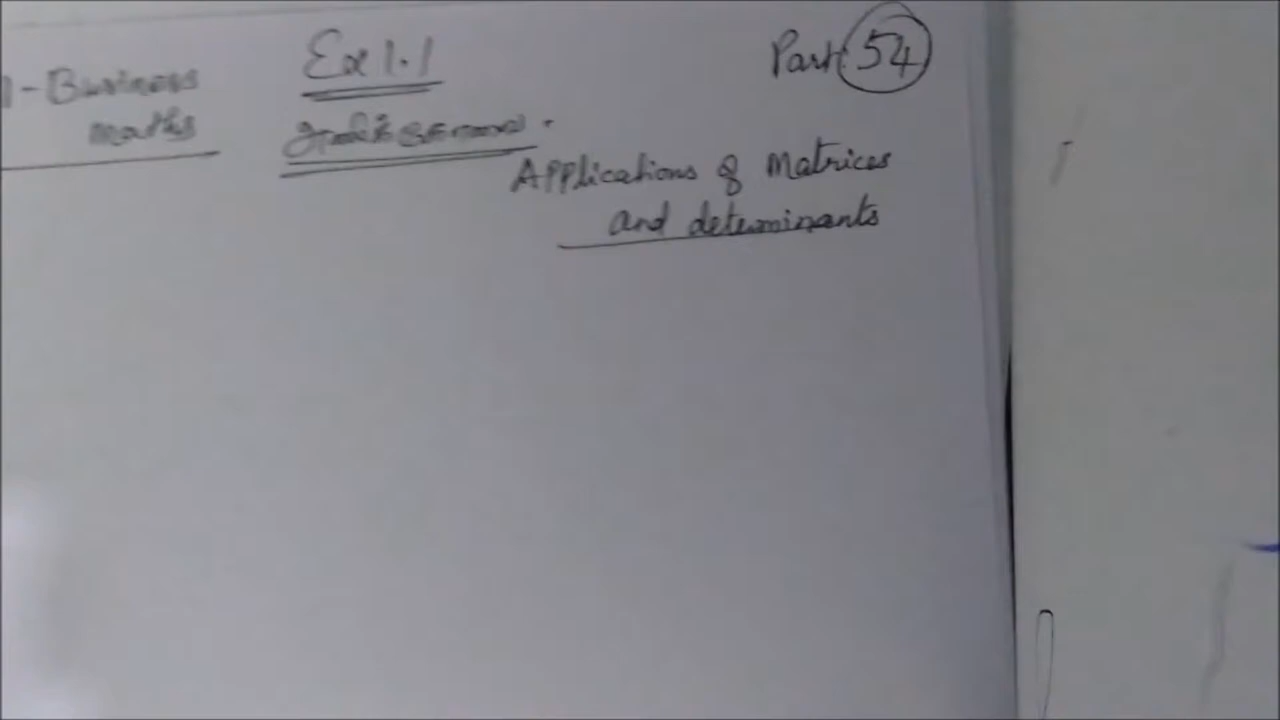 Ex 1.1
Part 54
- Business
Maths
Applications of Matrices
and determinants